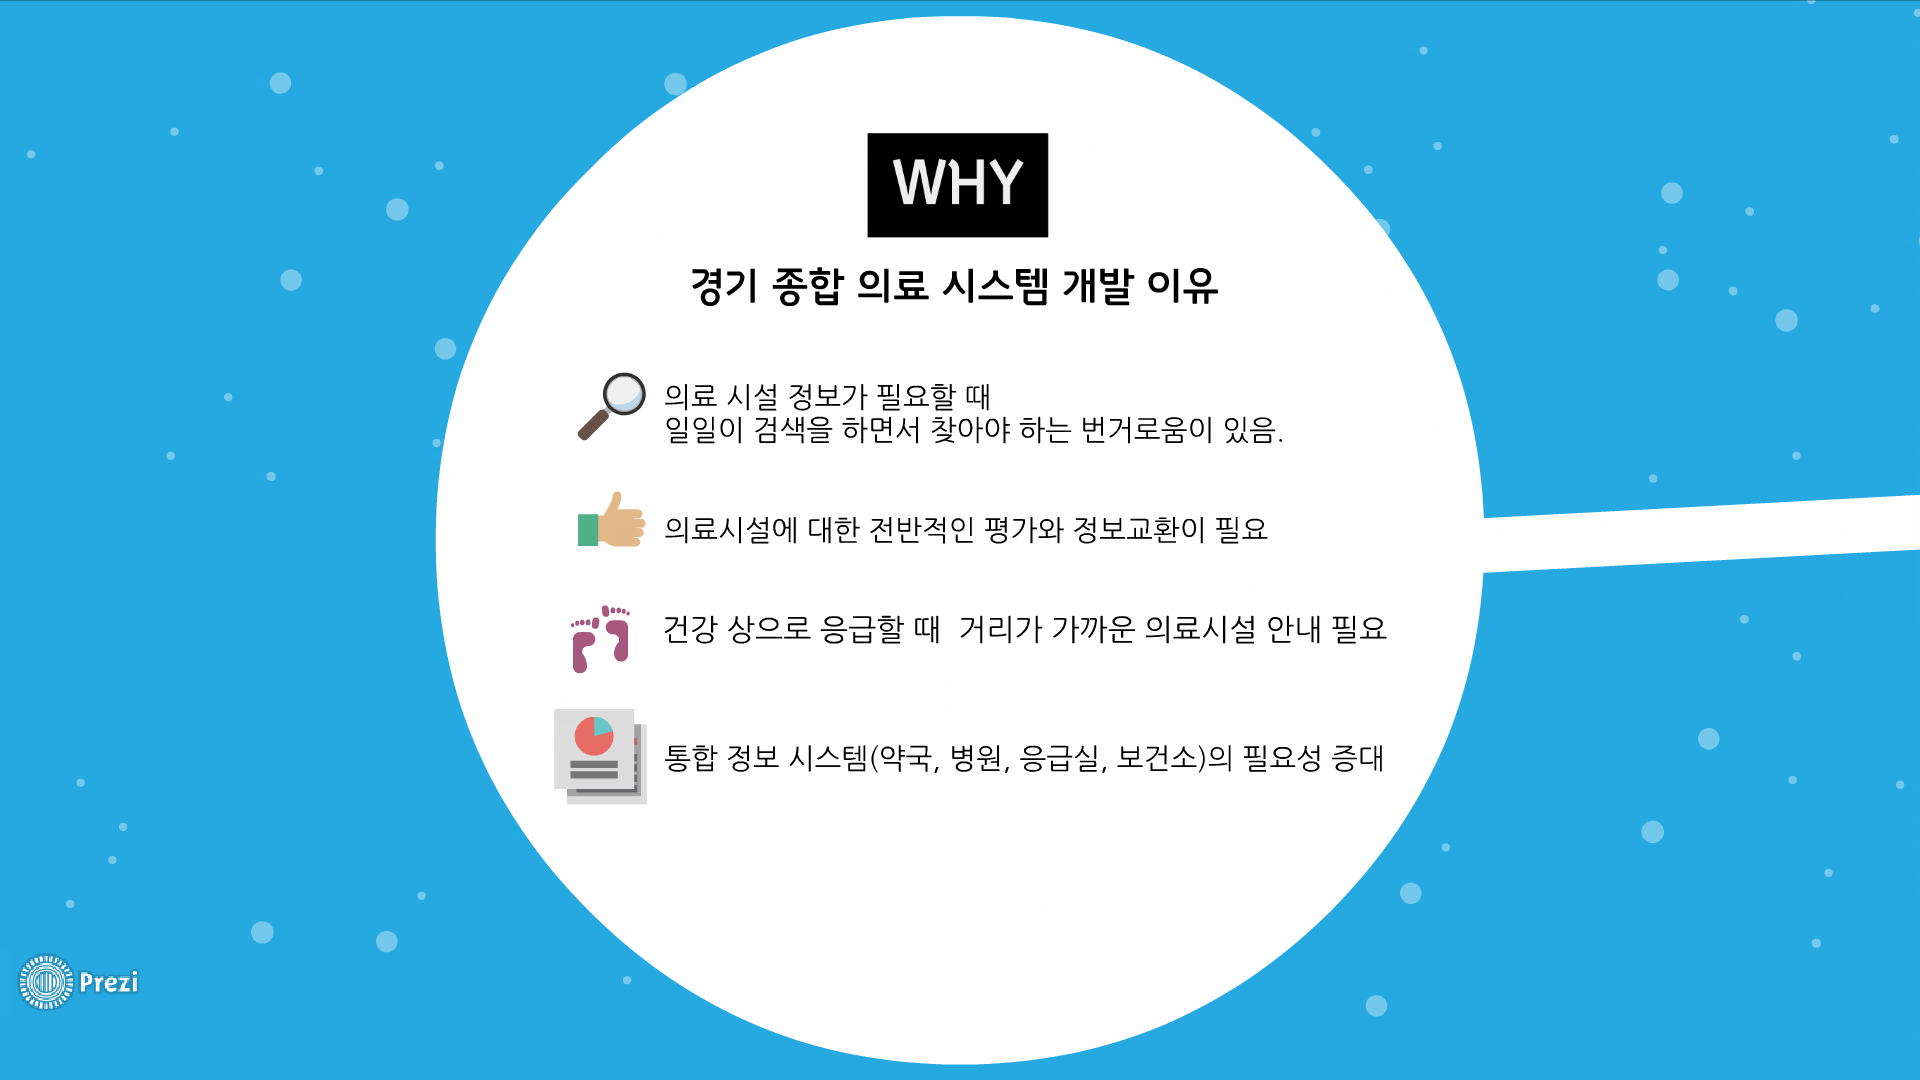 WHY
경기 종합 의료 시스템 개발 이유
의료 시설 정보가 필요할 때
일일이 검색을 하면서 찾아야 하는 번거로움이 있음.
의료시설에 대한 전반적인 평가와 정보교환이 필요
건강 상으로 응급할 때  거리가 가까운 의료시설 안내 필요
통합 정보 시스템(약국, 병원, 응급실, 보건소)의 필요성 증대
Prezi